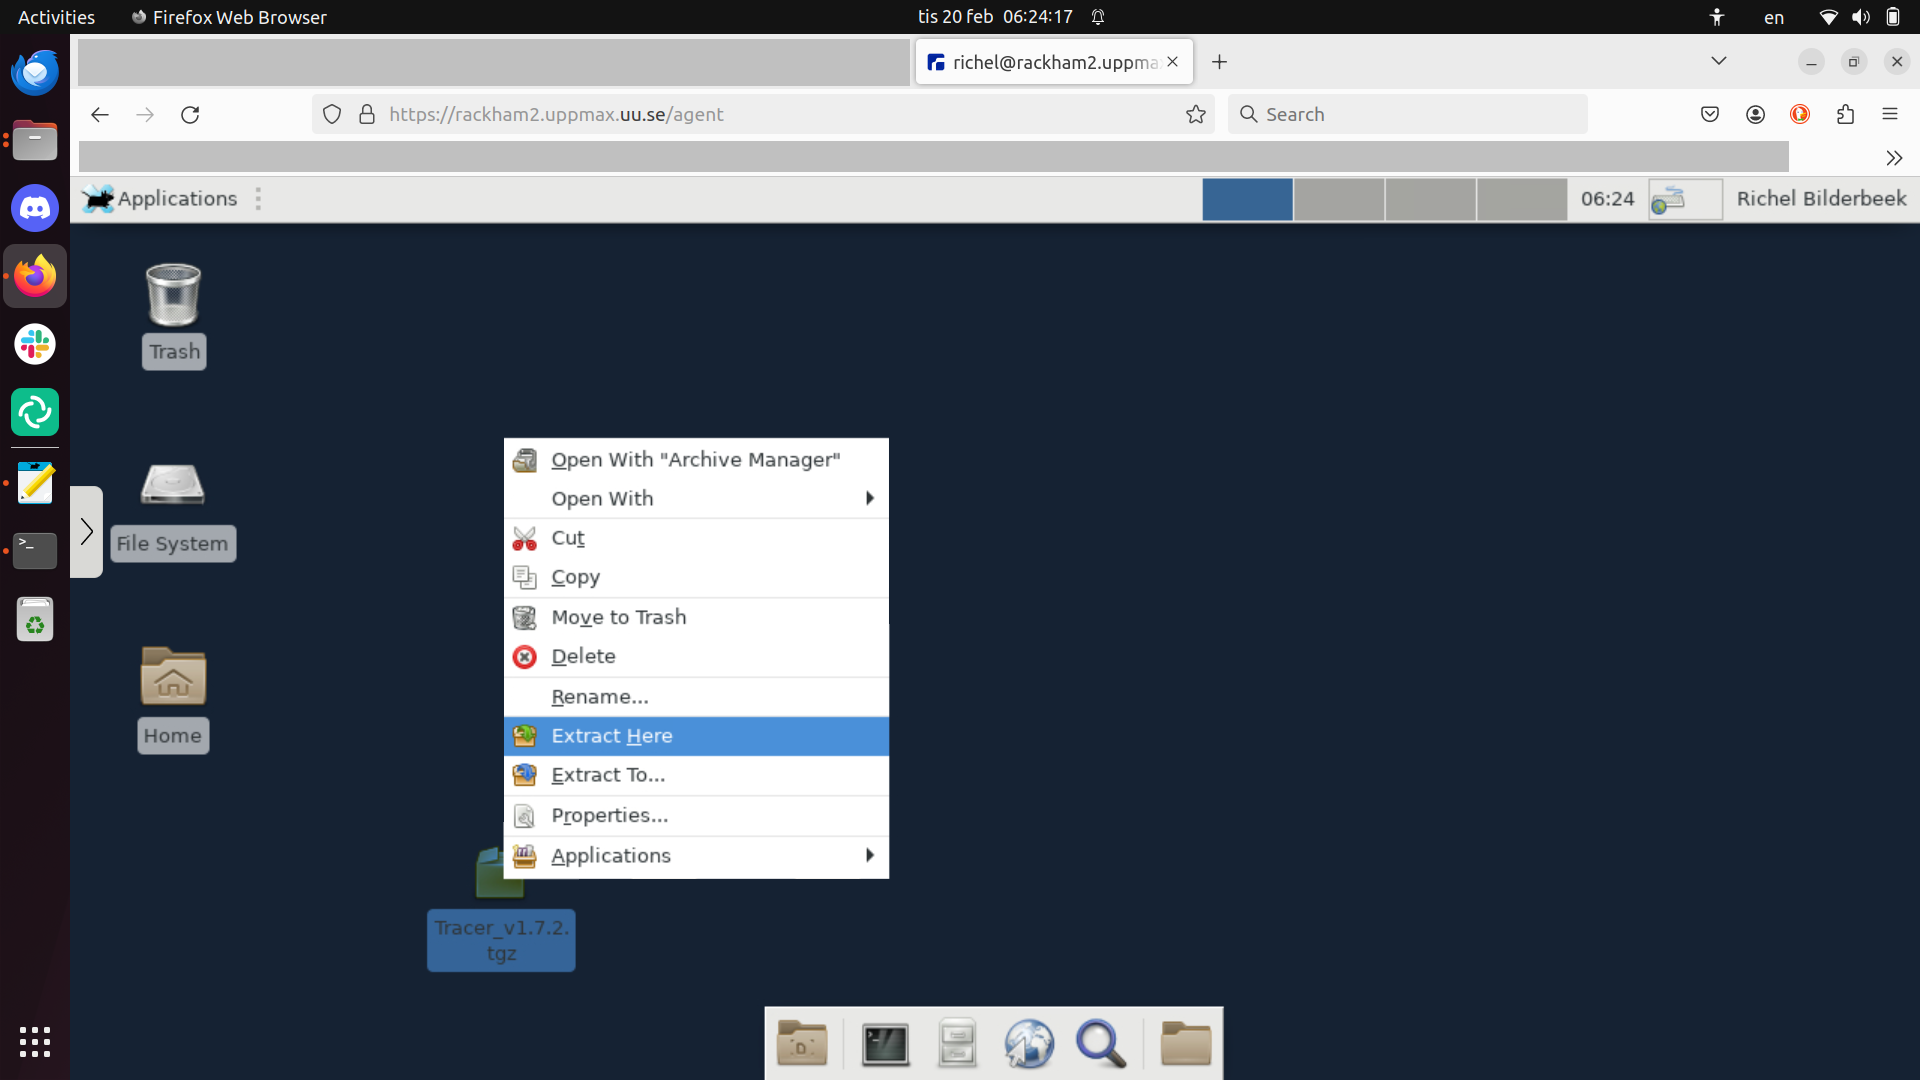 Activities
Firefox Web Browser
tis 20 feb 06:24:17
en
richel@rackham2.uppma
https://rackham2.uppmax.uu.se/agent
Search
Applications
06:24
Richel Bilderbeek
Trash
File System
Home
Open With "Archive Manager"
Open With
Cut
Copy
Move to Trash
Delete
Rename...
Extract Here
Extract To...
Properties...
Applications
Tracer_v1.7.2.
tgz